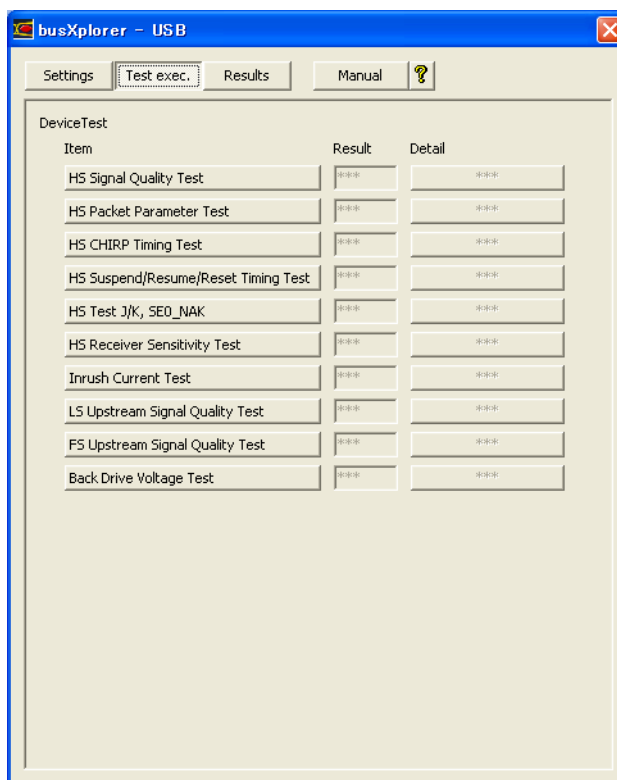 busXplorer - USB
Settings Test exec. Results Manual ?
DeviceTest
Item Result Detail
HS Signal Quality Test *** ***
HS Packet Parameter Test *** ***
HS CHIRP Timing Test *** ***
HS Suspend/Resume/Reset Timing Test *** ***
HS Test J/K, SE0_NAK *** ***
HS Receiver Sensitivity Test *** ***
Inrush Current Test *** ***
LS Upstream Signal Quality Test *** ***
FS Upstream Signal Quality Test *** ***
Back Drive Voltage Test *** ***